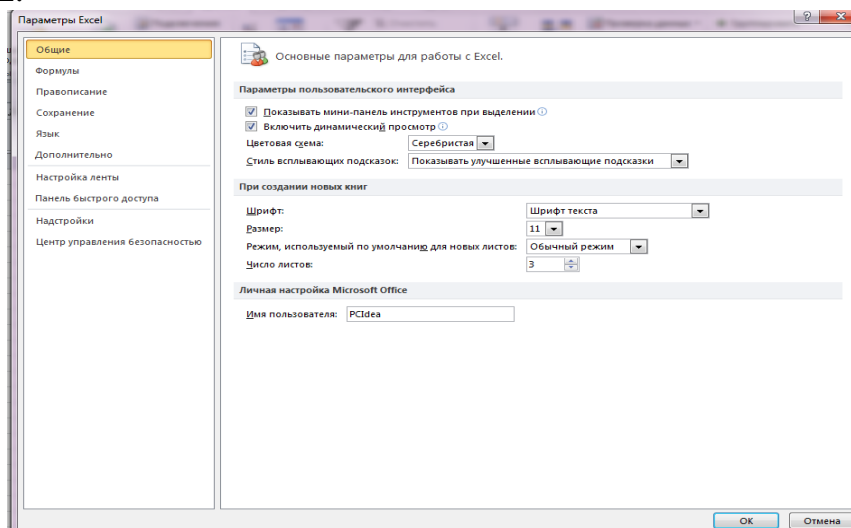 Параметры Excel
Общие
Формулы
Правописание
Сохранение
Язык
Дополнительно
Настройка ленты
Панель быстрого доступа
Надстройки
Центр управления безопасностью
Основные параметры для работы с Excel.
Параметры пользовательского интерфейса
Показывать мини-панель инструментов при выделении
Включить динамический просмотр
Цветовая схема: Серебристая
Стиль всплывающих подсказок: Показывать улучшенные всплывающие подсказки
При создании новых книг
Шрифт: Шрифт текста
Размер: 11
Режим, используемый по умолчанию для новых листов: Обычный режим
Число листов: 3
Личная настройка Microsoft Office
Имя пользователя: PCIdea
ОК Отмена